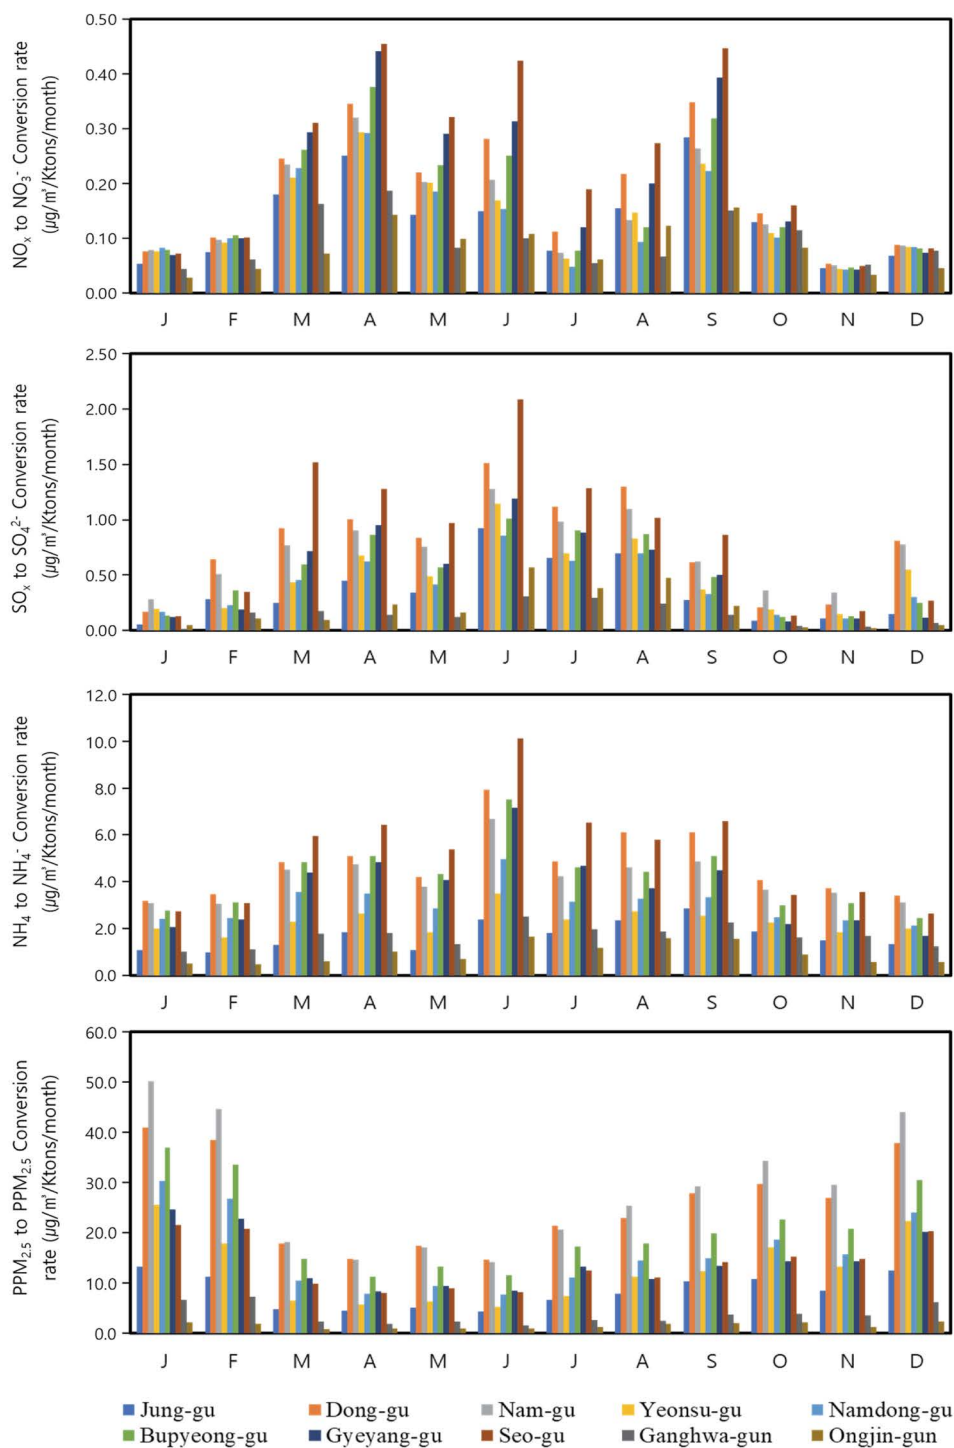 NOₓ to NO₃⁻ Conversion rate
(µg/㎥/Ktons/month)
0.50
0.40
0.30
0.20
0.10
0.00
J F M A M J J A S O N D
SOₓ to SO₄²⁻ Conversion rate
(µg/㎥/Ktons/month)
2.50
2.00
1.50
1.00
0.50
0.00
J F M A M J J A S O N D
NH₄ to NH₄⁻ Conversion rate
(µg/㎥/Ktons/month)
12.0
10.0
8.0
6.0
4.0
2.0
0.0
J F M A M J J A S O N D
PPM₂.₅ to PPM₂.₅ Conversion
rate (µg/㎥/Ktons/month)
60.0
50.0
40.0
30.0
20.0
10.0
0.0
J F M A M J J A S O N D
Jung-gu Dong-gu Nam-gu Yeonsu-gu Namdong-gu
Bupyeong-gu Gyeyang-gu Seo-gu Ganghwa-gun Ongjin-gun